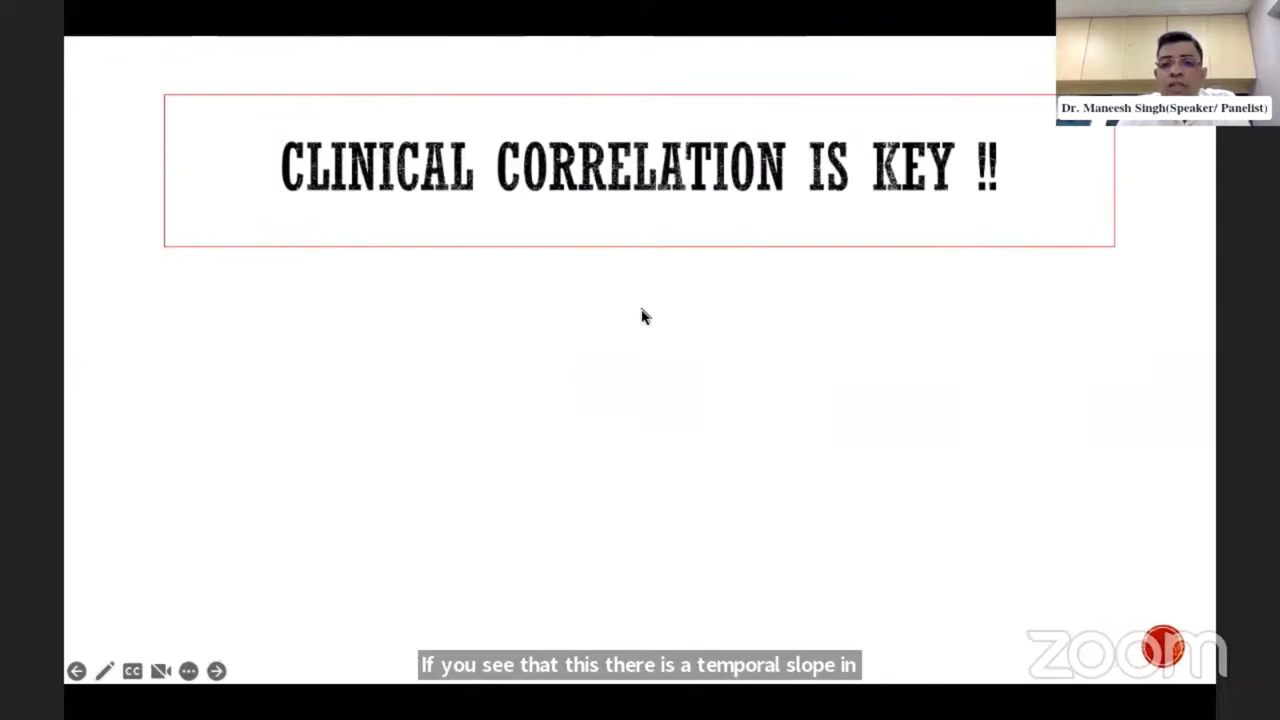 Dr. Maneesh Singh(Speaker/ Panelist)
CLINICAL CORRELATION IS KEY !!
CC
If you see that this there is a temporal slope in
zoom